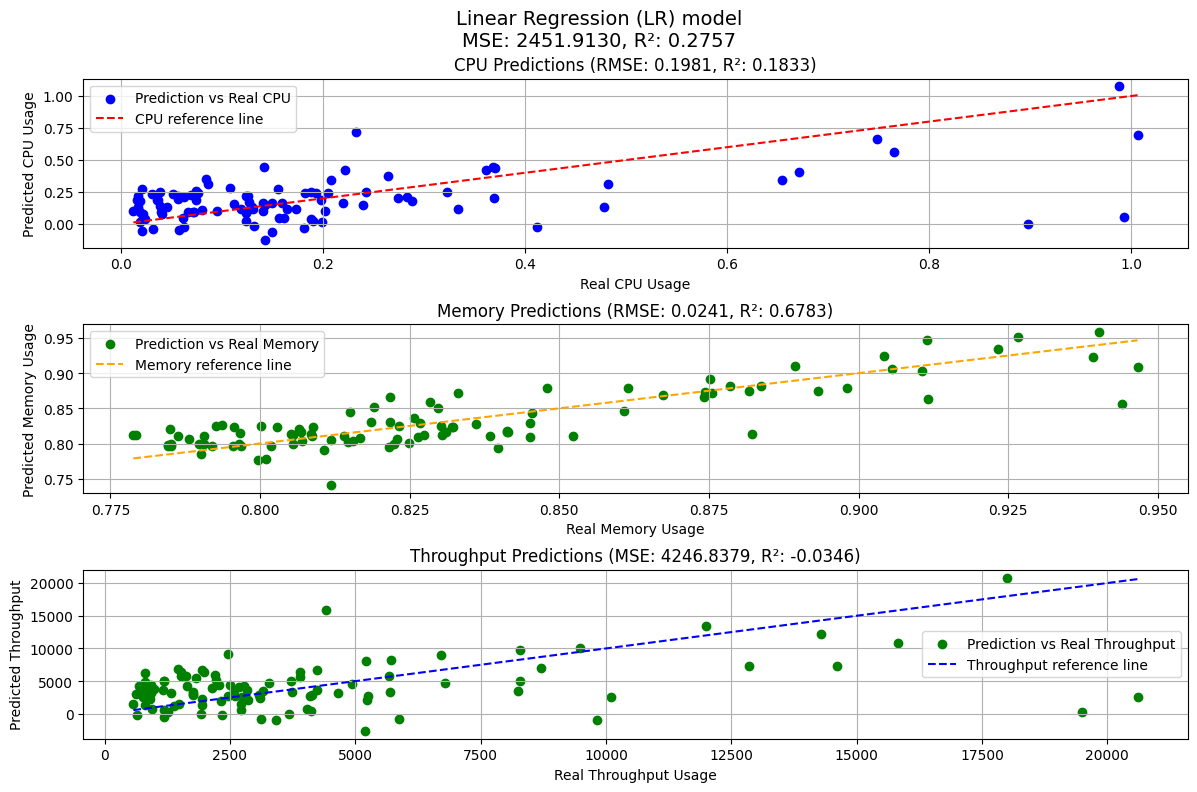 Linear Regression (LR) model
MSE: 2451.9130, R²: 0.2757
CPU Predictions (RMSE: 0.1981, R²: 0.1833)
Predicted CPU Usage
1.00
0.75
0.50
0.25
0.00
Prediction vs Real CPU
CPU reference line
0.0 0.2 0.4 0.6 0.8 1.0
Real CPU Usage
Memory Predictions (RMSE: 0.0241, R²: 0.6783)
Predicted Memory Usage
0.95
0.90
0.85
0.80
0.75
Prediction vs Real Memory
Memory reference line
0.775 0.800 0.825 0.850 0.875 0.900 0.925 0.950
Real Memory Usage
Throughput Predictions (MSE: 4246.8379, R²: -0.0346)
Predicted Throughput
20000
15000
10000
5000
0
Prediction vs Real Throughput
Throughput reference line
0 2500 5000 7500 10000 12500 15000 17500 20000
Real Throughput Usage